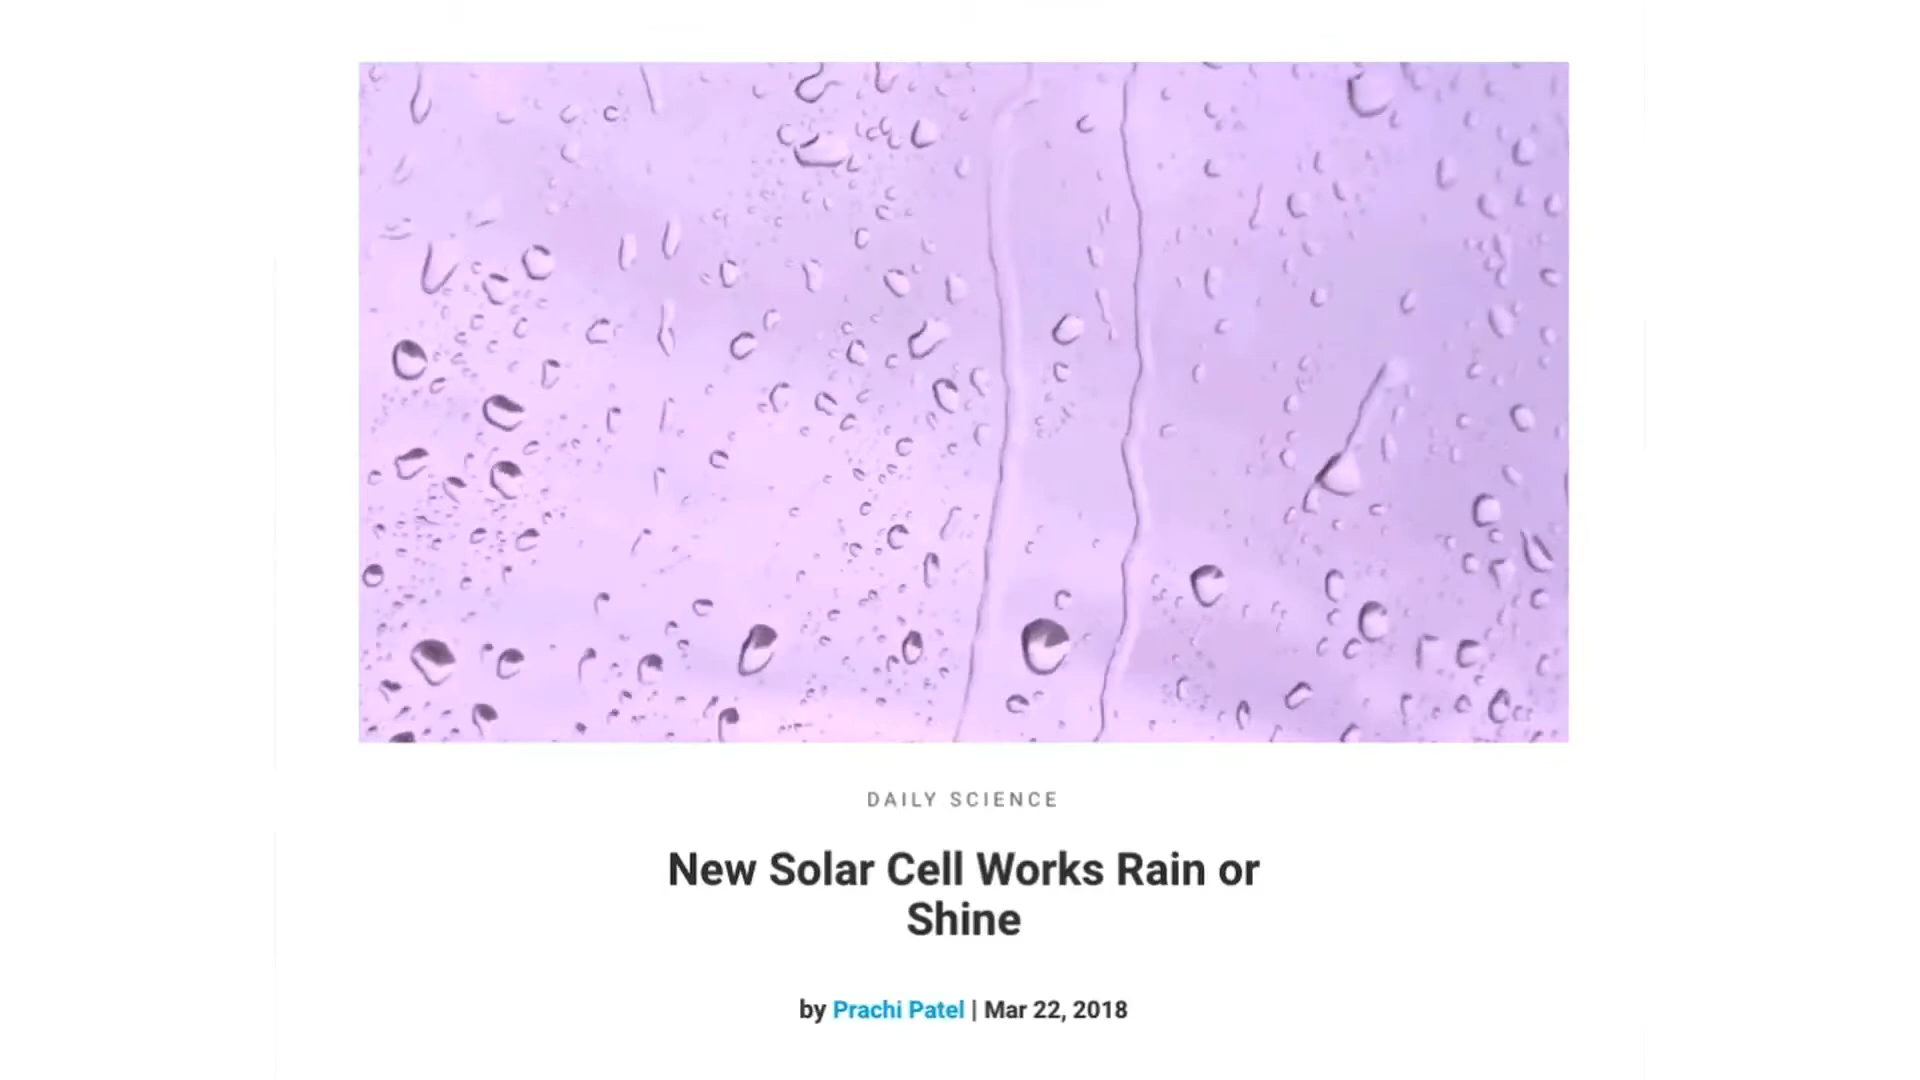 DAILY SCIENCE
New Solar Cell Works Rain or
Shine
by Prachi Patel | Mar 22, 2018